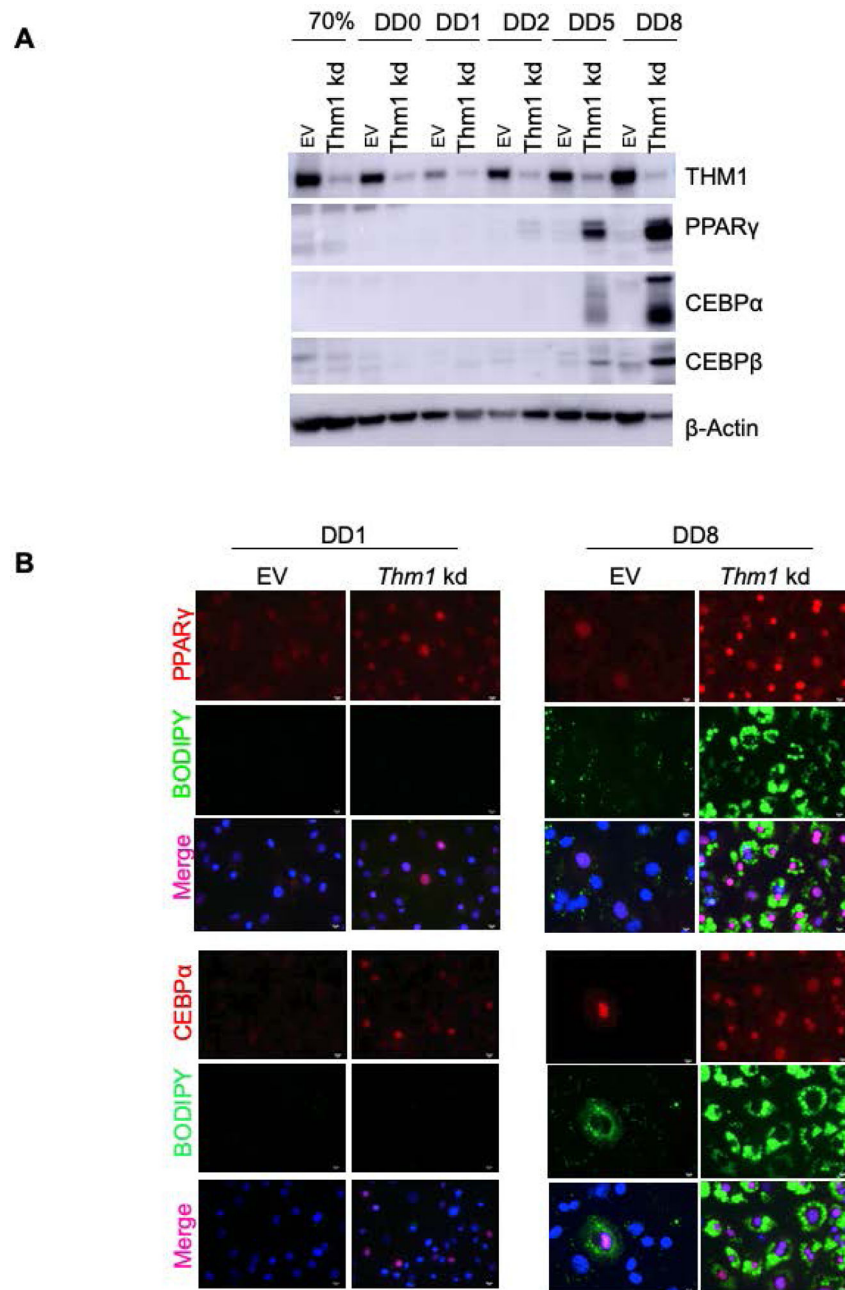 A
70% DD0 DD1 DD2 DD5 DD8
EV Thm1 kd EV Thm1 kd EV Thm1 kd EV Thm1 kd EV Thm1 kd EV Thm1 kd
THM1
PPARγ
CEBPα
CEBPβ
β-Actin
B
DD1 DD8
EV Thm1 kd EV Thm1 kd
PPARγ
BODIPY
Merge
CEBPα
BODIPY
Merge